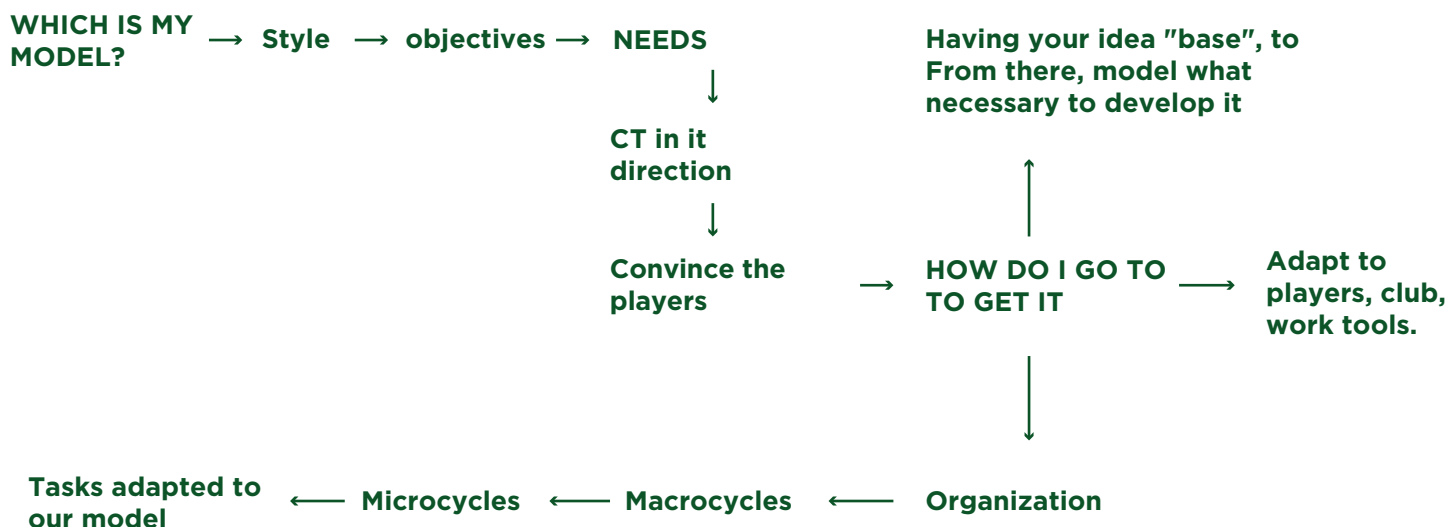 WHICH IS MY
MODEL?
Style
objectives
NEEDS
Having your idea "base", to
From there, model what
necessary to develop it
CT in it
direction
Convince the
players
HOW DO I GO TO
TO GET IT
Adapt to
players, club,
work tools.
Tasks adapted to
our model
Microcycles
Macrocycles
Organization